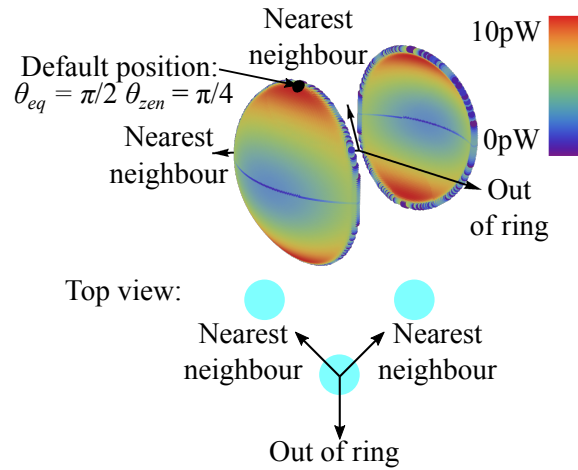 Nearest
neighbour
10pW
Default position:
θeq = π/2 θzen = π/4
Nearest
neighbour
0pW
Out
of ring
Top view:
Nearest
neighbour
Nearest
neighbour
Out of ring